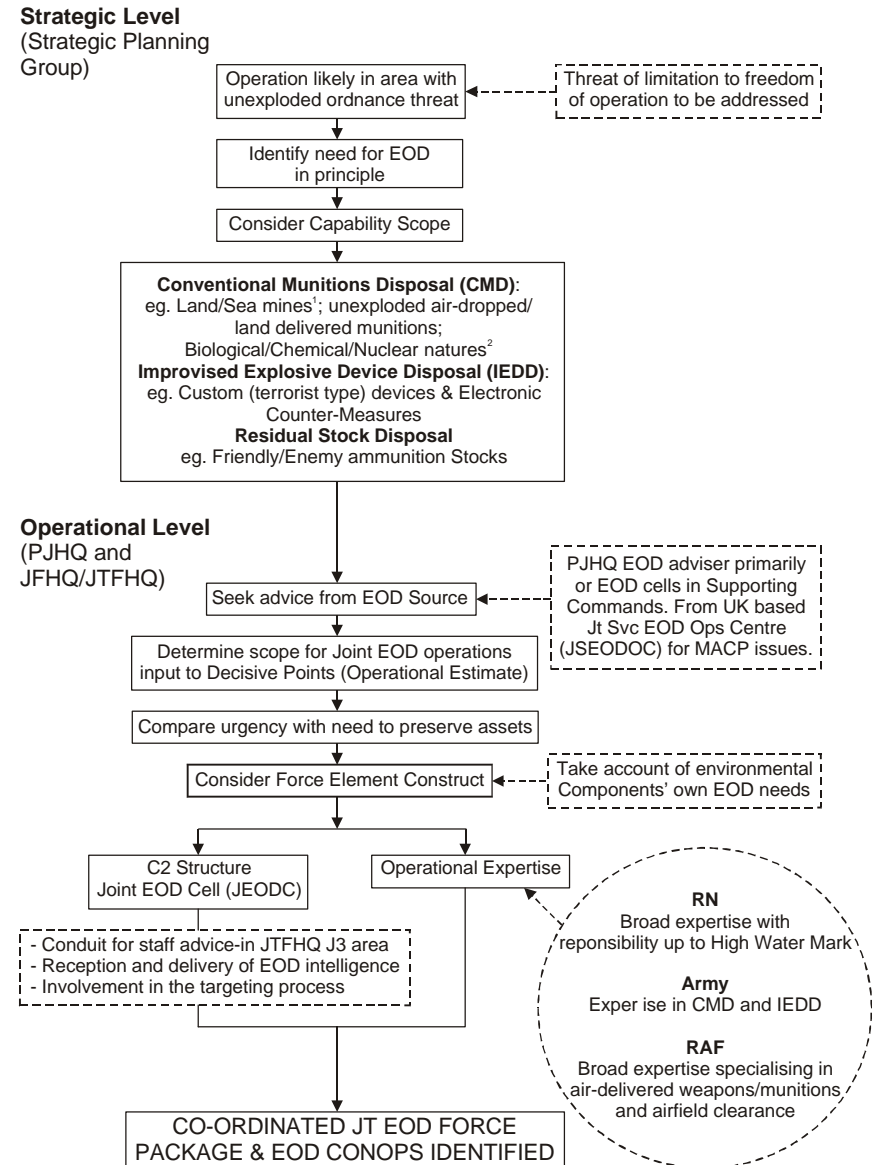 Strategic Level
(Strategic Planning
Group)
Operation likely in area with
unexploded ordnance threat
Threat of limitation to freedom
of operation to be addressed
Identify need for EOD
in principle
Consider Capability Scope
Conventional Munitions Disposal (CMD):
eg. Land/Sea mines¹; unexploded air-dropped/
land delivered munitions;
Biological/Chemical/Nuclear natures²
Improvised Explosive Device Disposal (IEDD):
eg. Custom (terrorist type) devices & Electronic
Counter-Measures
Residual Stock Disposal
eg. Friendly/Enemy ammunition Stocks
Operational Level
(PJHQ and
JFHQ/JTFHQ)
Seek advice from EOD Source
PJHQ EOD adviser primarily
or EOD cells in Supporting
Commands. From UK based
Jt Svc EOD Ops Centre
(JSEODOC) for MACP issues.
Determine scope for Joint EOD operations
input to Decisive Points (Operational Estimate)
Compare urgency with need to preserve assets
Consider Force Element Construct
Take account of environmental
Components' own EOD needs
C2 Structure
Joint EOD Cell (JEODC)
Operational Expertise
- Conduit for staff advice-in JTFHQ J3 area
- Reception and delivery of EOD intelligence
- Involvement in the targeting process
RN
Broad expertise with
reponsibility up to High Water Mark
Army
Exper ise in CMD and IEDD
RAF
Broad expertise specialising in
air-delivered weapons/munitions
and airfield clearance
CO-ORDINATED JT EOD FORCE
PACKAGE & EOD CONOPS IDENTIFIED